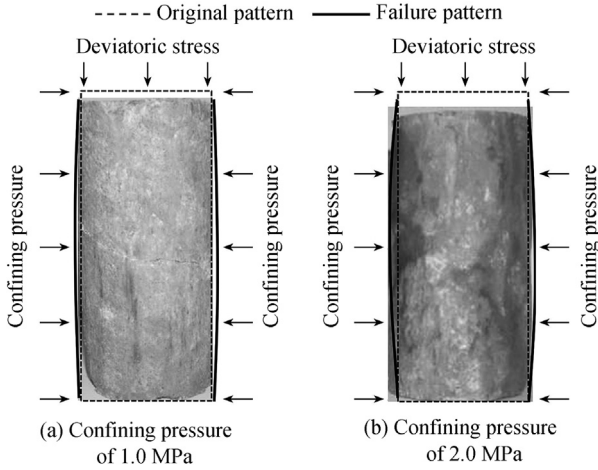 Original pattern
Failure pattern
Deviatoric stress
Deviatoric stress
Confining pressure
Confining pressure
Confining pressure
Confining pressure
(a) Confining pressure
of 1.0 MPa
(b) Confining pressure
of 2.0 MPa